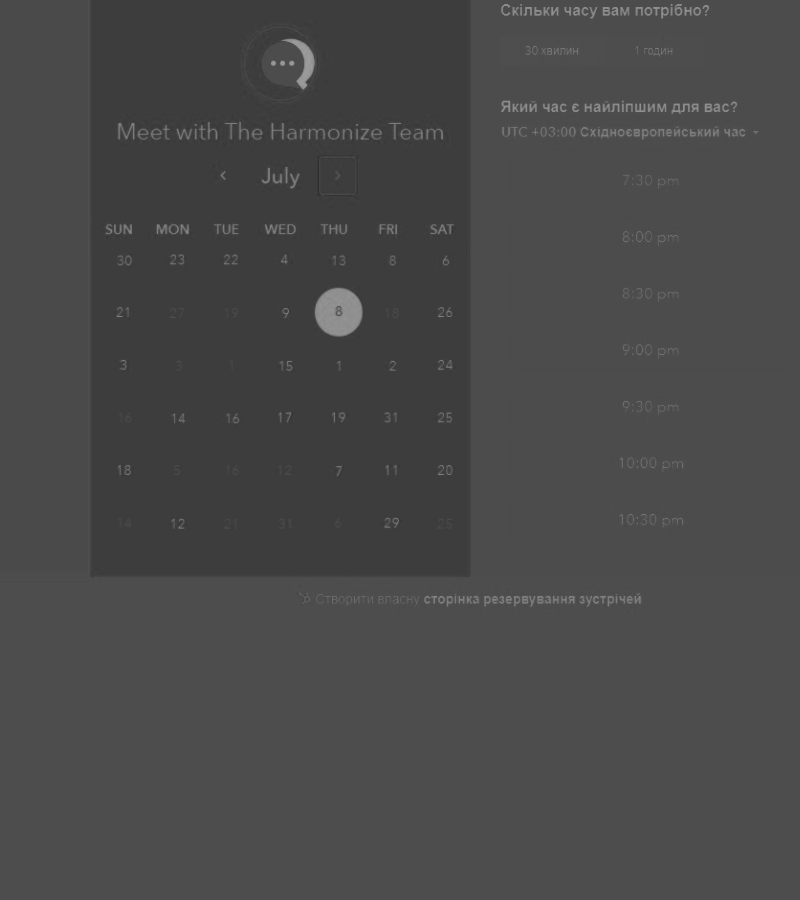 Meet with The Harmonize Team
July
SUN MON TUE WED THU FRI SAT
30 23 22 4 13 8 6
21 27 19 9 8 18 26
3 3 1 15 1 2 24
16 14 16 17 19 31 25
18 5 16 12 7 11 20
14 12 21 31 6 29 25
Скільки часу вам потрібно?
30 хвилин 1 годин
Який час є найліпшим для вас?
UTC +03:00 Східноєвропейський час
7:30 pm
8:00 pm
8:30 pm
9:00 pm
9:30 pm
10:00 pm
10:30 pm
Створити власну сторінка резервування зустрічей